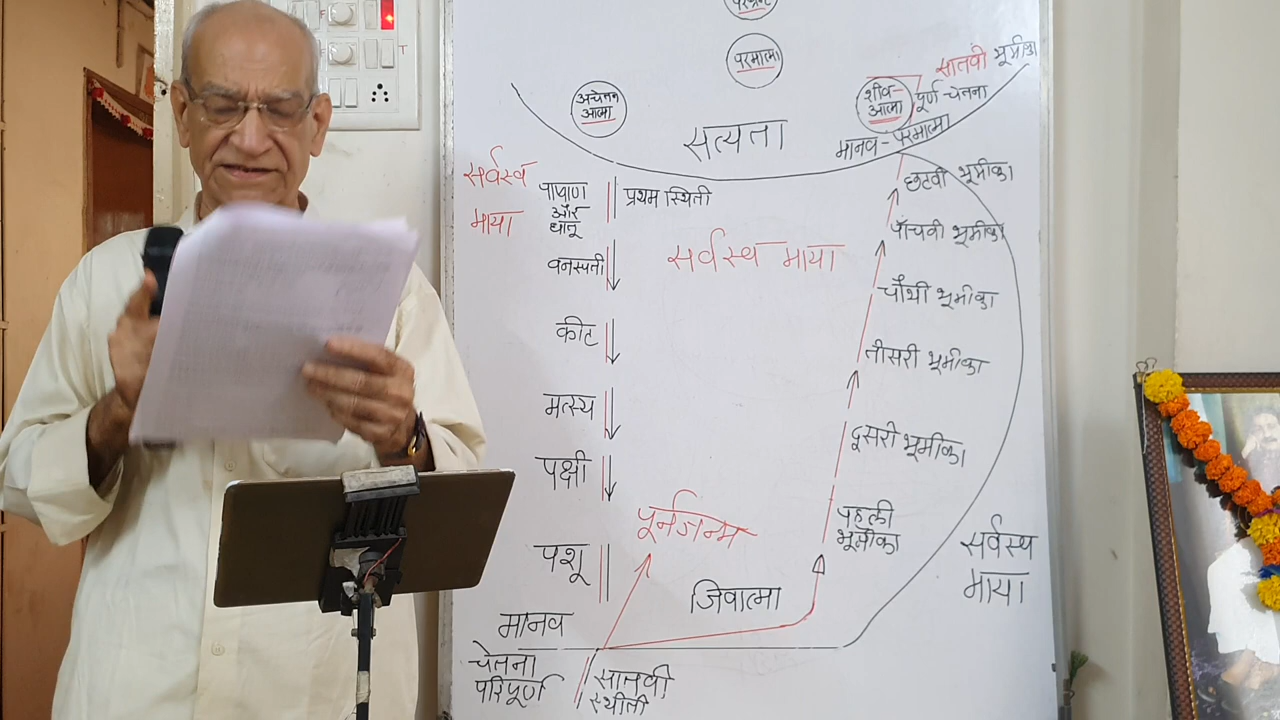 परमात्मा
अचेतन
आत्मा
सत्यता
शीव-
आत्मा
सातवी भूमीका
पूर्ण-चेतना
मानव-परमात्मा
सर्वस्व
माया
पाषाण
और
धातू
प्रथम स्थिती
छटवी भूमीका
वनस्पती
सर्वस्थ माया
पाँचवी भूमीका
चौथी भूमीका
कीट
तीसरी भूमीका
मत्स्य
दूसरी भूमीका
पक्षी
पूर्नजन्म
पहली
भूमीका
सर्वस्थ
माया
पशू
जिवात्मा
मानव
चेतना
परिपूर्ण
सातवी
स्थीती